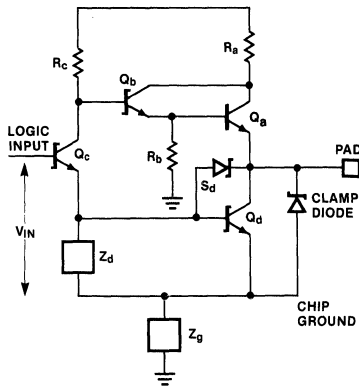 Rc
Ra
Qb
Qa
LOGIC
INPUT
Qc
Rb
Sd
PAD
Qd
CLAMP
DIODE
VIN
Zd
CHIP
GROUND
Zg